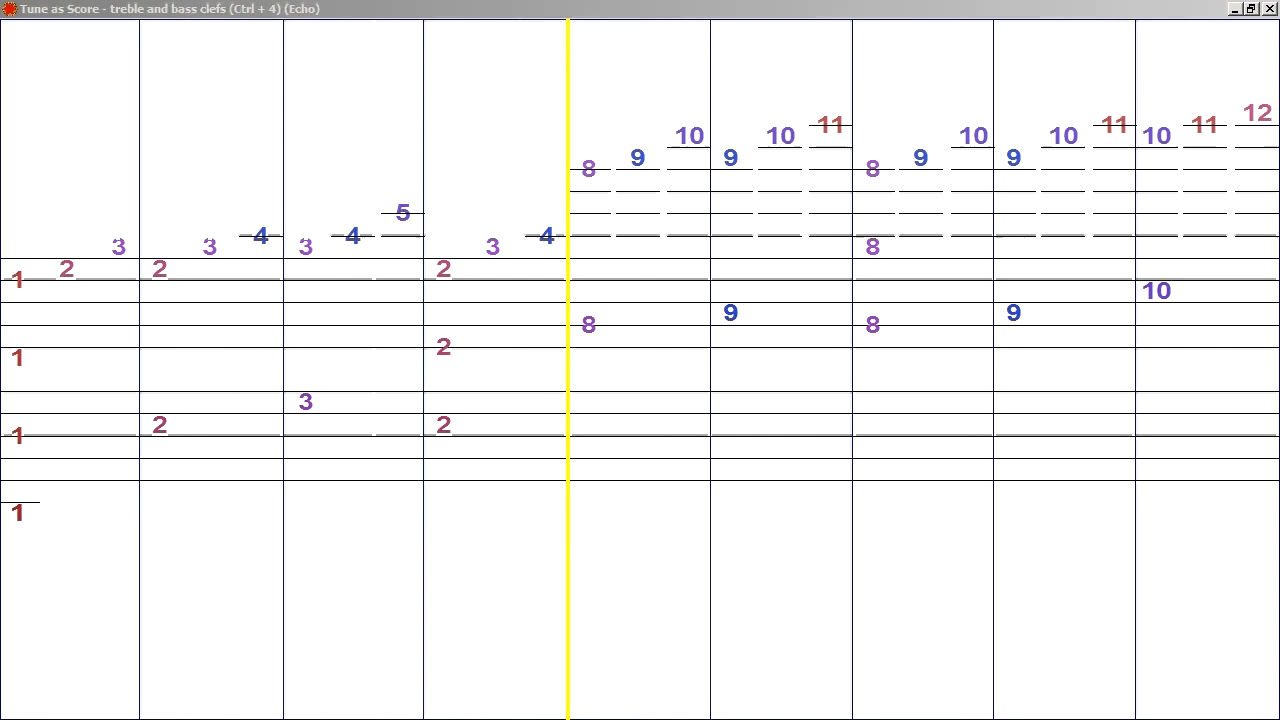 Tune as Score - treble and bass clefs (Ctrl + 4) (Echo)
12
11 11 11
10 10 10 10 10
9 9 9 9
8 8
5
4 4 4
3 3 3 3 8
2 2 2
1
10
9 9
8 8
2
1
3
2 2
1
1